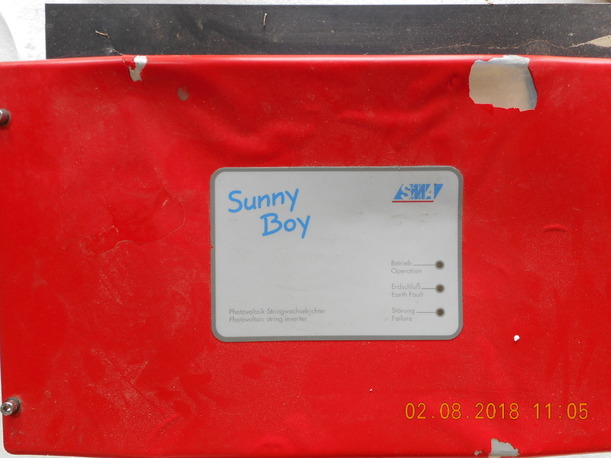 Sunny
Boy
SMA
Betrieb
Operation
Erdschluß
Earth Fault
Störung
Failure
Photovoltaik Stringwechselrichter
Photovoltaic string inverter
02.08.2018 11:05